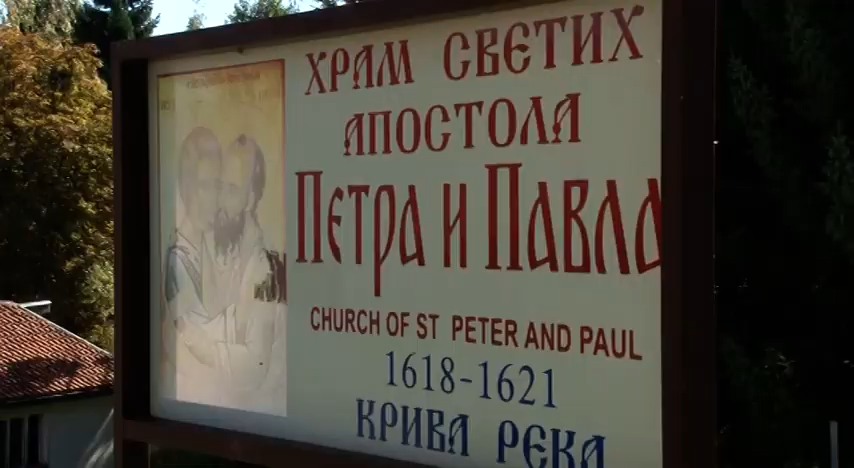 ХРАМ СВЕТИХ
АПОСТОЛА
ПЕТРА И ПАВЛА
CHURCH OF ST PETER AND PAUL
1618-1621
КРИВА РЕКА